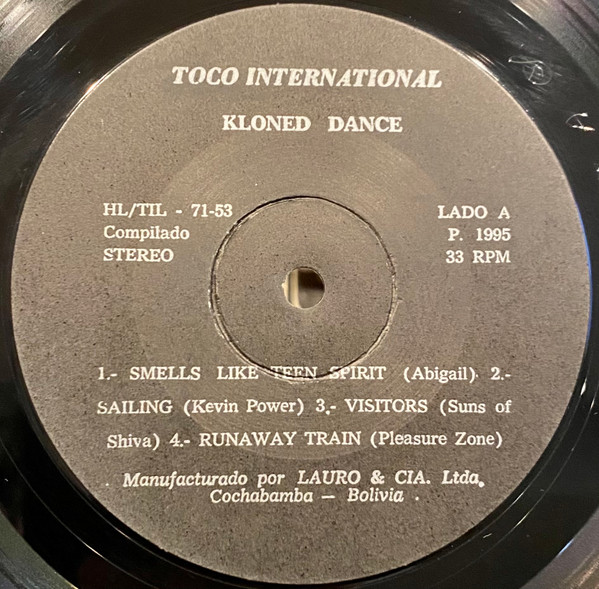 TOCO INTERNATIONAL
KLONED DANCE
HL/TIL - 71-53
Compilado
STEREO
LADO A
P. 1995
33 RPM
1.- SMELLS LIKE TEEN SPIRIT (Abigail) 2.-
SAILING (Kevin Power) 3.- VISITORS (Suns of
Shiva) 4.- RUNAWAY TRAIN (Pleasure Zone)
. Manufacturado por LAURO & CIA. Ltda.
Cochabamba — Bolivia .